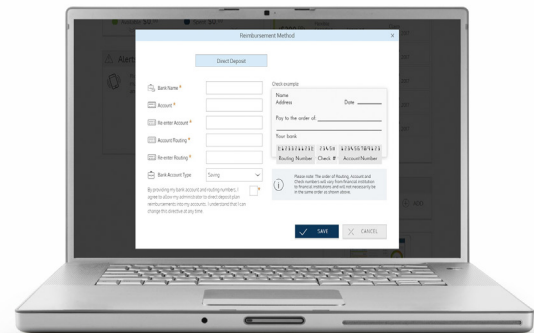 Reimbursement Method
Direct Deposit
Bank Name *
Account *
Re-enter Account *
Account Routing *
Re-enter Routing *
Bank Account Type
Saving
By providing my bank account and routing numbers, I
agree to allow my administrator to direct deposit plan
reimbursements into my accounts. I understand that I can
change this directive at any time
*
Check example:
Name
Address
Date
Pay to the order of:
Your bank
Routing Number Check # Account Number
Please note: The order of Routing, Account and
Check numbers will vary from financial institution
to financial institutions and will not necessarily be
in the same order as shown above.
SAVE
CANCEL